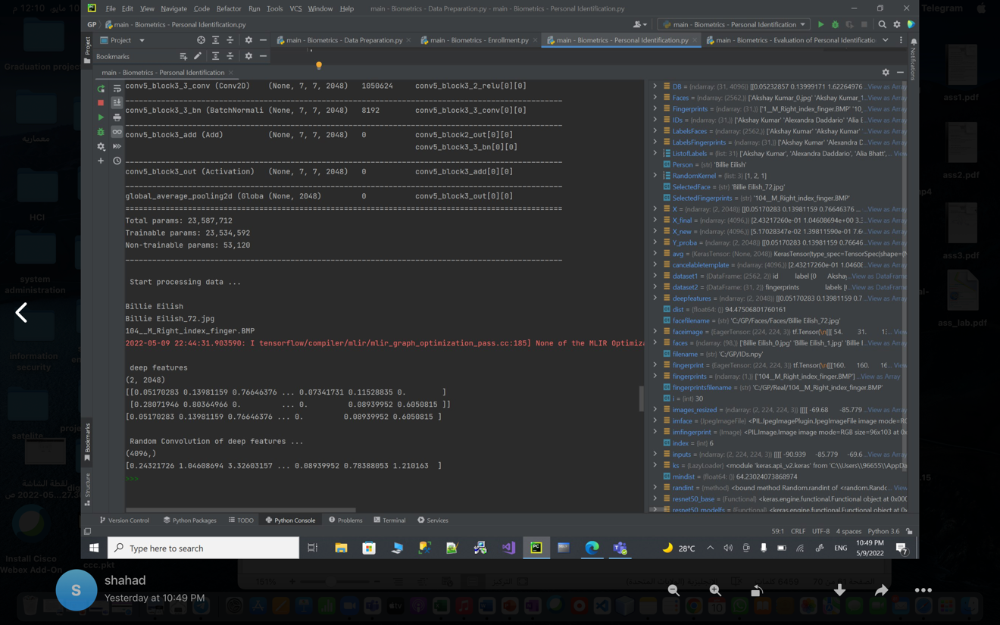 File Edit View Navigate Code Refactor Run Tools VCS Window Help main - Biometrics - Data Preparation.py - main - Biometrics - Personal Identification.py
GP main - Biometrics - Personal Identification.py
main - Biometrics - Personal Identification
Project
main - Biometrics - Data Preparation.py
main - Biometrics - Enrollment.py
main - Biometrics - Personal Identification.py
main - Biometrics - Evaluation of Personal Identificatio
Bookmarks
main - Biometrics - Personal Identification
conv5_block3_3_conv (Conv2D) (None, 7, 7, 2048) 1050624 conv5_block3_2_relu[0][0]
conv5_block3_3_bn (BatchNormali (None, 7, 7, 2048) 8192 conv5_block3_3_conv[0][0]
conv5_block3_add (Add) (None, 7, 7, 2048) 0 conv5_block2_out[0][0]
conv5_block3_3_bn[0][0]
conv5_block3_out (Activation) (None, 7, 7, 2048) 0 conv5_block3_add[0][0]
global_average_pooling2d (Globa (None, 2048) 0 conv5_block3_out[0][0]
Total params: 23,587,712
Trainable params: 23,534,592
Non-trainable params: 53,120
Start processing data ...
Billie Eilish
Billie Eilish_72.jpg
104__M_Right_index_finger.BMP
2022-05-09 22:44:31.903590: I tensorflow/compiler/mlir/mlir_graph_optimization_pass.cc:185] None of the MLIR Optimiza
deep features
(2, 2048)
[[0.05170283 0.13981159 0.76646376 ... 0.07341731 0.11528835 0. ]
[0.28071946 0.80364966 0. ... 0. 0.08939952 0.6050815 ]]
[0.05170283 0.13981159 0.76646376 ... 0. 0.08939952 0.6050815 ]
Random Convolution of deep features ...
(4096,)
[0.24321726 1.04608694 3.32603157 ... 0.08939952 0.78388053 1.210163 ]
>>>
DB = {ndarray: (31, 4096)} [[0.05232857 0.13999171 1.62264976 ...View as Array
Faces = {ndarray: (2562,)} ['Akshay Kumar_0.jpg' 'Akshay Kumar_1...View as Array
Fingerprints = {ndarray: (31,)} ['1__M_Right_index_finger.BMP' '10_...View as Array
IDs = {ndarray: (31,)} ['Akshay Kumar' 'Alexandra Daddario' 'Alia E...View as Array
LabelsFaces = {ndarray: (2562,)} ['Akshay Kumar' 'Akshay Kumar' ...View as Array
LabelsFingerprints = {ndarray: (31,)} ['Akshay Kumar' 'Alexandra D...View as Array
ListofLabels = {list: 31} ['Akshay Kumar', 'Alexandra Daddario', 'Alia Bhatt',... View
Person = {str} 'Billie Eilish'
RandomKernel = {list: 3} [1, 2, 1]
SelectedFace = {str} 'Billie Eilish_72.jpg'
SelectedFingerprints = {str} '104__M_Right_index_finger.BMP'
X = {ndarray: (2, 2048)} [[0.05170283 0.13981159 0.76646376 ... ...View as Array
X_final = {ndarray: (4096,)} [2.43217260e-01 1.04608694e+00 3.3...View as Array
X_new = {ndarray: (4096,)} [5.17028347e-02 1.39811590e-01 7.6...View as Array
Y_proba = {ndarray: (2, 2048)} [[0.05170283 0.13981159 0.76646...View as Array
avg = {KerasTensor: (None, 2048)} KerasTensor(type_spec=TensorSpec(shape=(N
cancelabletemplate = {ndarray: (4096,)} [2.43217260e-01 1.0460...View as Array
dataset1 = {DataFrame: (2562, 2)} id label [0 Akshay...View as DataFrame
dataset2 = {DataFrame: (31, 2)} fingerprints labels [...View as DataFrame
deepfeatures = {ndarray: (2, 2048)} [[0.05170283 0.13981159 0.7...View as Array
dist = {float64: ()} 94.47506801760161
facefilename = {str} 'C:/GP/Faces/Faces/Billie Eilish_72.jpg'
faceimage = {EagerTensor: (224, 224, 3)} tf.Tensor(\n[[[ 54. 31. 1... View
faces = {ndarray: (98,)} ['Billie Eilish_0.jpg' 'Billie Eilish_1.jpg' 'Billie E... View
filename = {str} 'C:/GP/IDs.npy'
fingerprint = {EagerTensor: (224, 224, 3)} tf.Tensor(\n[[[160. 160. 16... View
fingerprints = {ndarray: (1,)} ['104__M_Right_index_finger.BMP'] ...View as Array
fingerprintsfilename = {str} 'C:/GP/Real/104__M_Right_index_finger.BMP'
i = {int} 30
images_resized = {ndarray: (2, 224, 224, 3)} [[[[ -69.68 -85.779 ... View
imface = {JpegImageFile} <PIL.JpegImagePlugin.JpegImageFile image mode=RG
imfingerprint = {Image} <PIL.Image.Image image mode=RGB size=96x103 at 0x
index = {int} 6
inputs = {ndarray: (2, 224, 224, 3)} [[[[ -90.939 -85.779 -69.6...View as Array
ks = {LazyLoader} <module 'keras.api._v2.keras' from 'C:\\Users\\96655\\AppDa
mindist = {float64: ()} 64.23024073868974
randint = {method} <bound method Random.randint of <random.Randc... View
resnet50_base = {Functional} <keras.engine.functional.Functional object at 0x000
resnet50_modelfs = {Functional} <keras.engine.functional.Functional object at 0x
Project
Bookmarks
Structure
Notifications
Version Control Python Packages TODO Python Console Problems Terminal Services
59:1 CRLF UTF-8 4 spaces Python 3.6
Type here to search
28°C ENG 10:49 PM
5/9/2022
7
S
shahad
Yesterday at 10:49 PM
Telegram
12:10 م
Graduation projec
معمارية
HCI
system
administration
information
security
satelite
لقطة الشاشة
Install Cisco
Webex Add-On
ccc.pkt
ass1.pdf
ass2.pdf
ass3.pdf
ass_lab.pdf
151%
التركيز